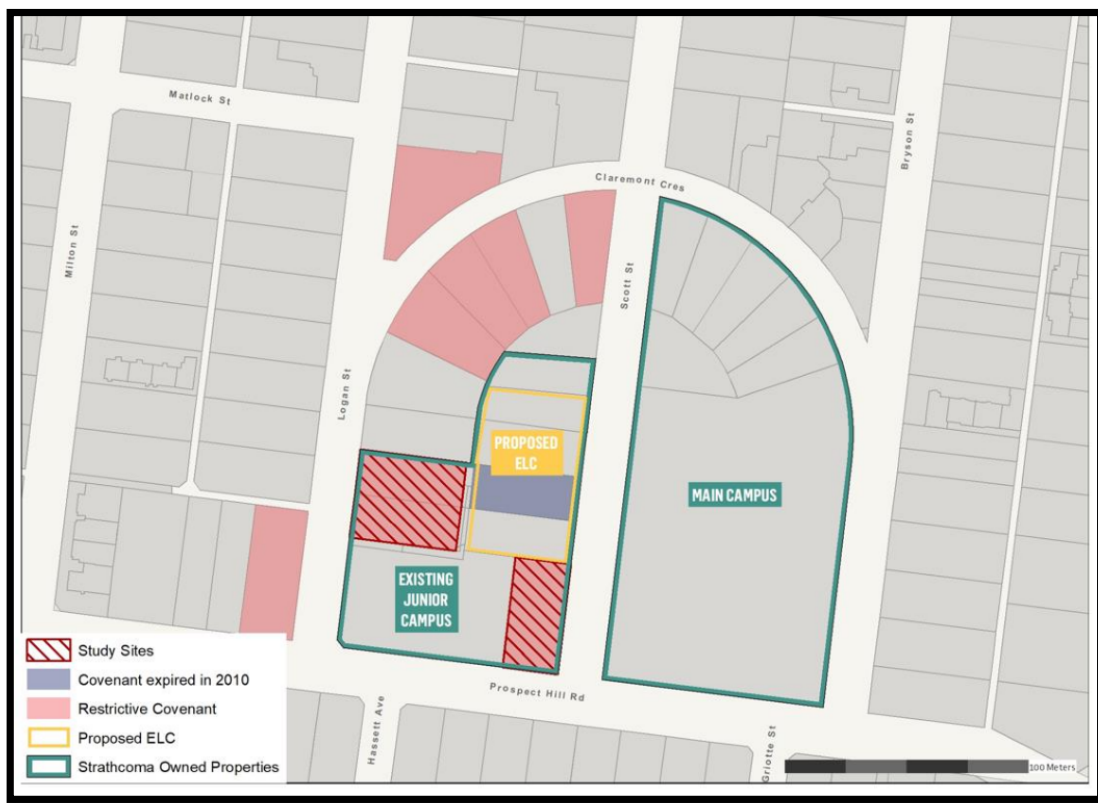 Matlock St
Claremont Cres
Bryson St
Milton St
Scott St
Logan St
PROPOSED
ELC
MAIN CAMPUS
EXISTING
JUNIOR
CAMPUS
Prospect Hill Rd
Hassett Ave
Griotte St
Study Sites
Covenant expired in 2010
Restrictive Covenant
Proposed ELC
Strathcoma Owned Properties
100 Meters